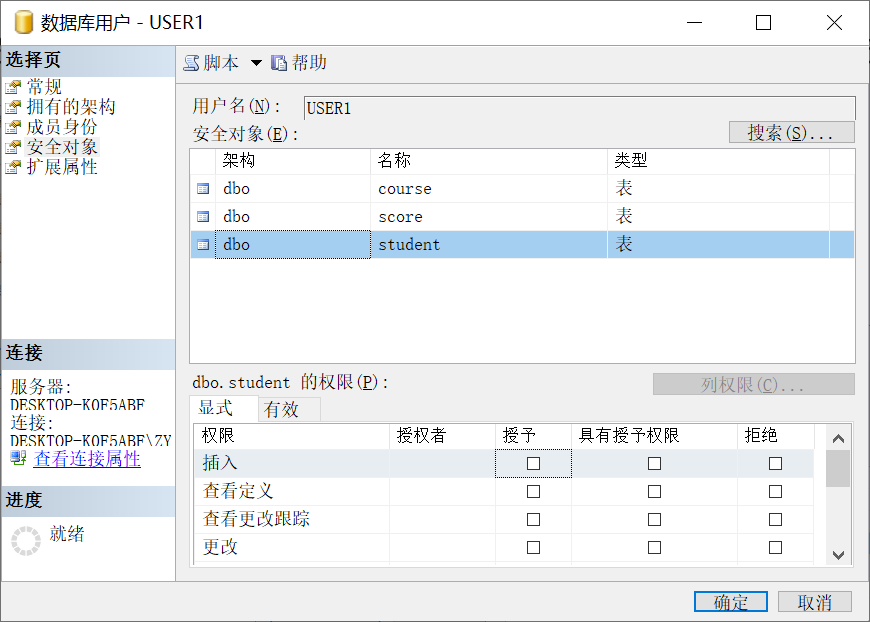 数据库用户 - USER1
选择页
常规
拥有的架构
成员身份
安全对象
扩展属性
连接
服务器:
DESKTOP-K0F5ABF
连接:
DESKTOP-K0F5ABF\ZY
查看连接属性
进度
就绪
脚本 帮助
用户名(N): USER1
安全对象(E): 搜索(S)...
架构 名称 类型
dbo course 表
dbo score 表
dbo student 表
dbo.student 的权限(P): 列权限(C)...
显式 有效
权限 授权者 授予 具有授予权限 拒绝
插入
查看定义
查看更改跟踪
更改
确定 取消